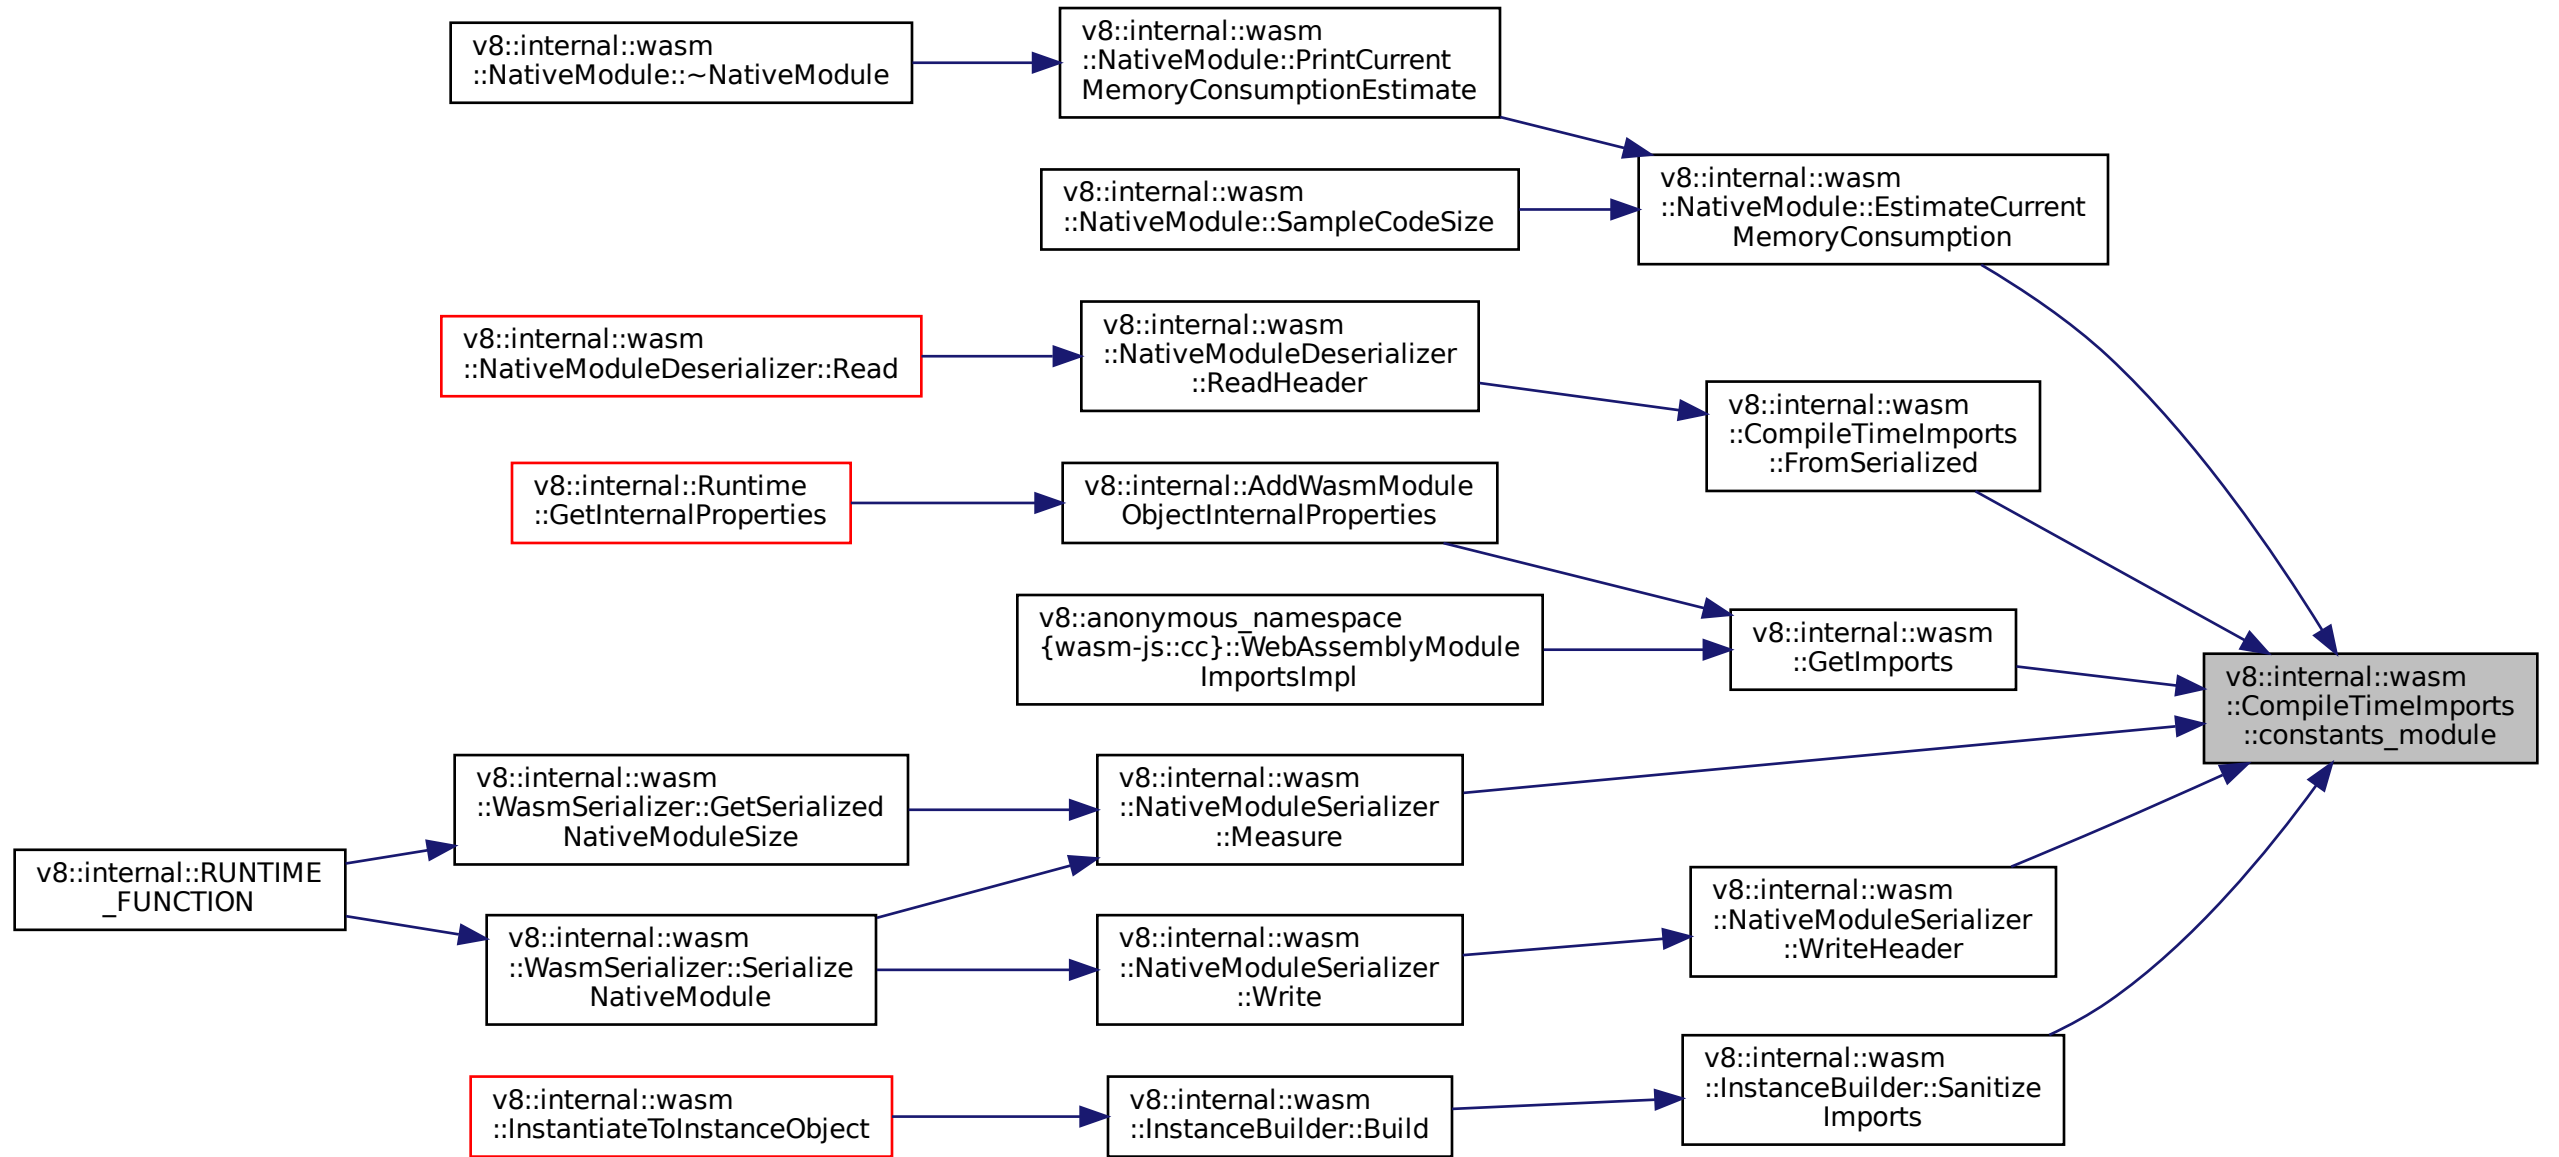 v8::internal::wasm
::NativeModule::~NativeModule
v8::internal::wasm
::NativeModule::PrintCurrent
MemoryConsumptionEstimate
v8::internal::wasm
::NativeModule::SampleCodeSize
v8::internal::wasm
::NativeModule::EstimateCurrent
MemoryConsumption
v8::internal::wasm
::NativeModuleDeserializer::Read
v8::internal::wasm
::NativeModuleDeserializer
::ReadHeader
v8::internal::wasm
::CompileTimeImports
::FromSerialized
v8::internal::Runtime
::GetInternalProperties
v8::internal::AddWasmModule
ObjectInternalProperties
v8::anonymous_namespace
{wasm-js::cc}::WebAssemblyModule
ImportsImpl
v8::internal::wasm
::GetImports
v8::internal::wasm
::CompileTimeImports
::constants_module
v8::internal::wasm
::WasmSerializer::GetSerialized
NativeModuleSize
v8::internal::wasm
::NativeModuleSerializer
::Measure
v8::internal::RUNTIME
_FUNCTION
v8::internal::wasm
::WasmSerializer::Serialize
NativeModule
v8::internal::wasm
::NativeModuleSerializer
::Write
v8::internal::wasm
::NativeModuleSerializer
::WriteHeader
v8::internal::wasm
::InstantiateToInstanceObject
v8::internal::wasm
::InstanceBuilder::Build
v8::internal::wasm
::InstanceBuilder::Sanitize
Imports